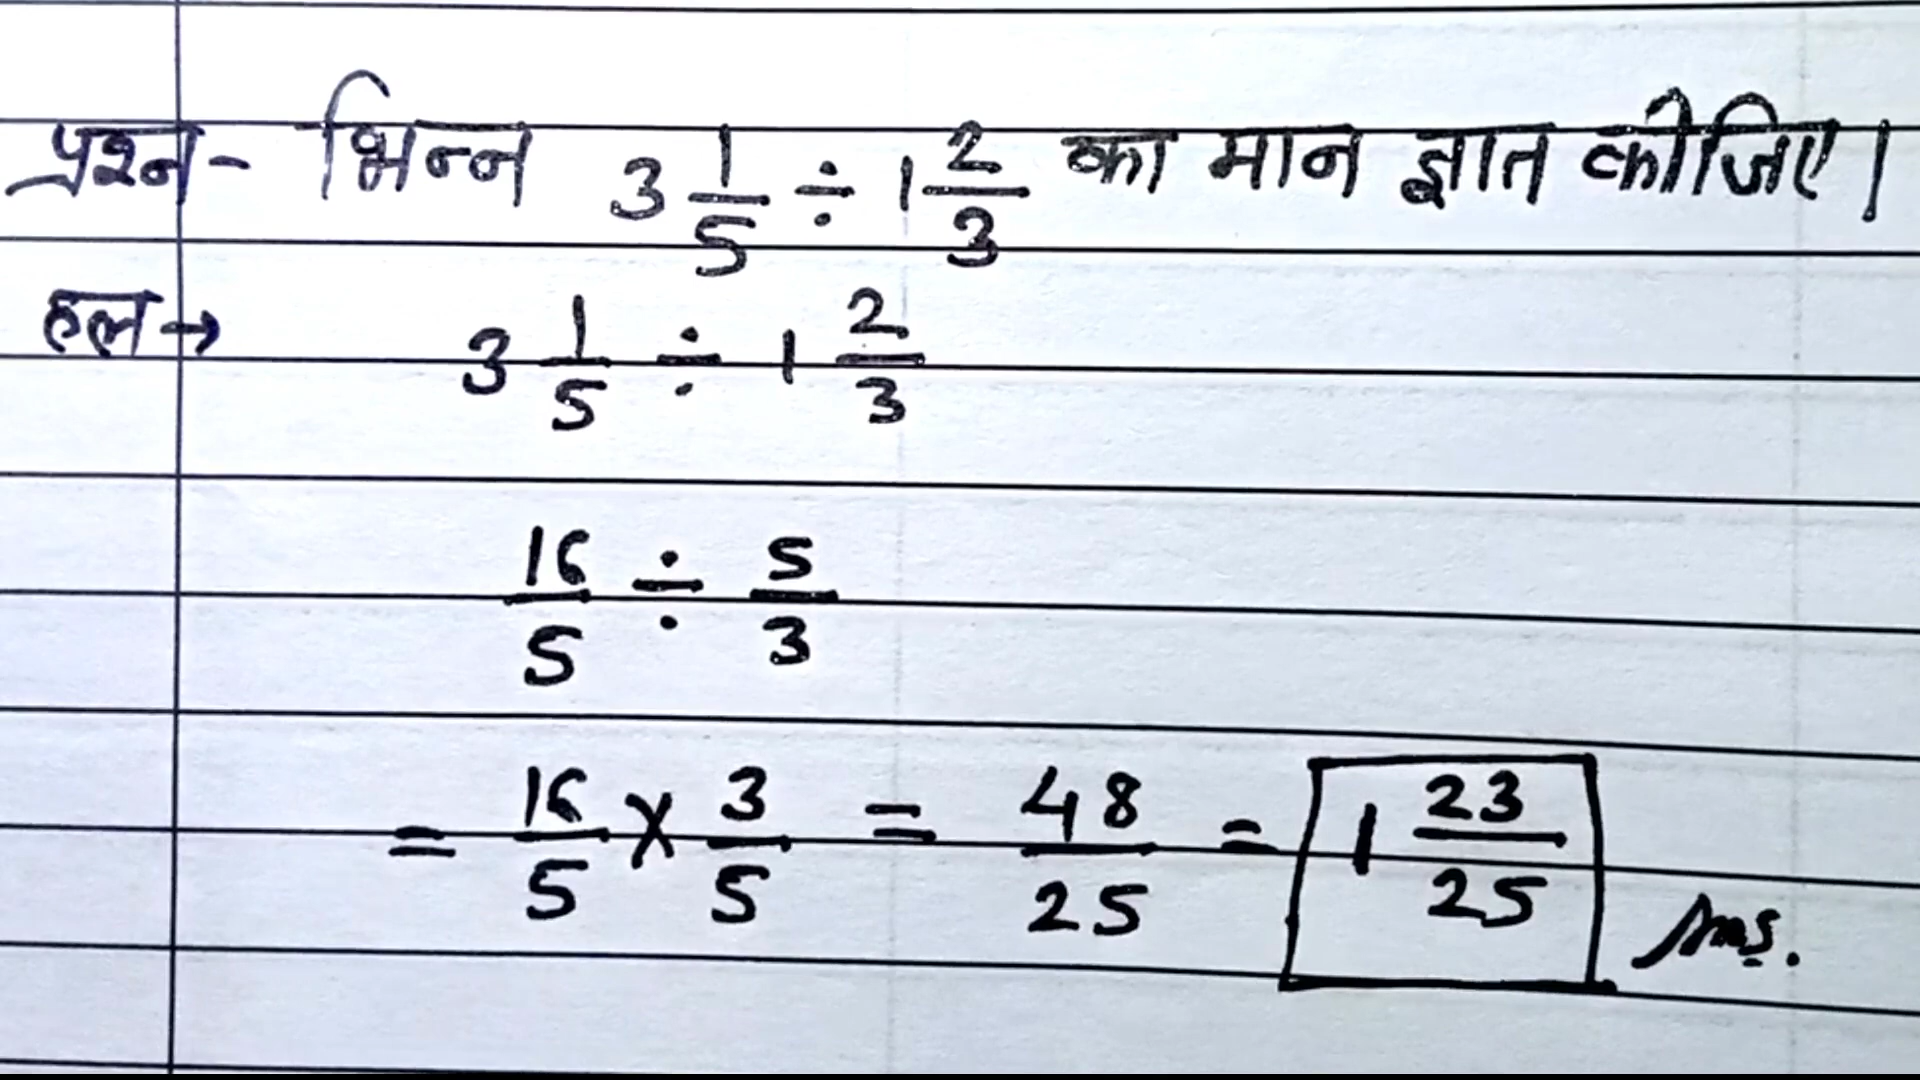 प्रश्न- भिन्न 3 1/5 ÷ 1 2/3 का मान ज्ञात कीजिए।
हल→ 3 1/5 ÷ 1 2/3
16/5 ÷ 5/3
= 16/5 × 3/5 = 48/25 = 1 23/25 Ans.